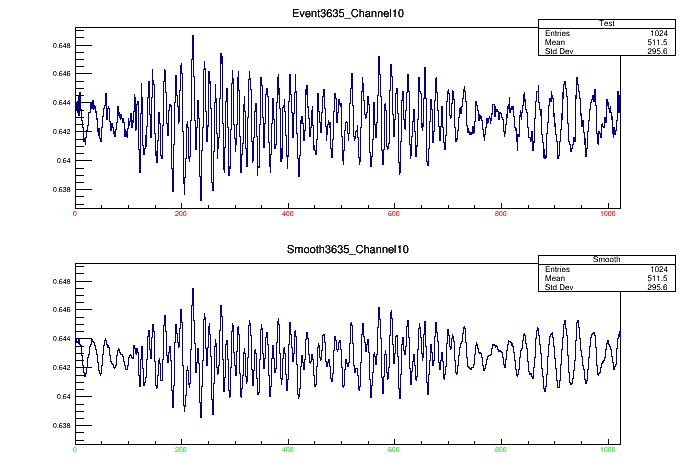 Event3635_Channel10
Test
Entries 1024
Mean 511.5
Std Dev 295.6
0.648
0.646
0.644
0.642
0.64
0.638
0 200 400 600 800 1000
Smooth3635_Channel10
Smooth
Entries 1024
Mean 511.5
Std Dev 295.6
0.648
0.646
0.644
0.642
0.64
0.638
0 200 400 600 800 1000